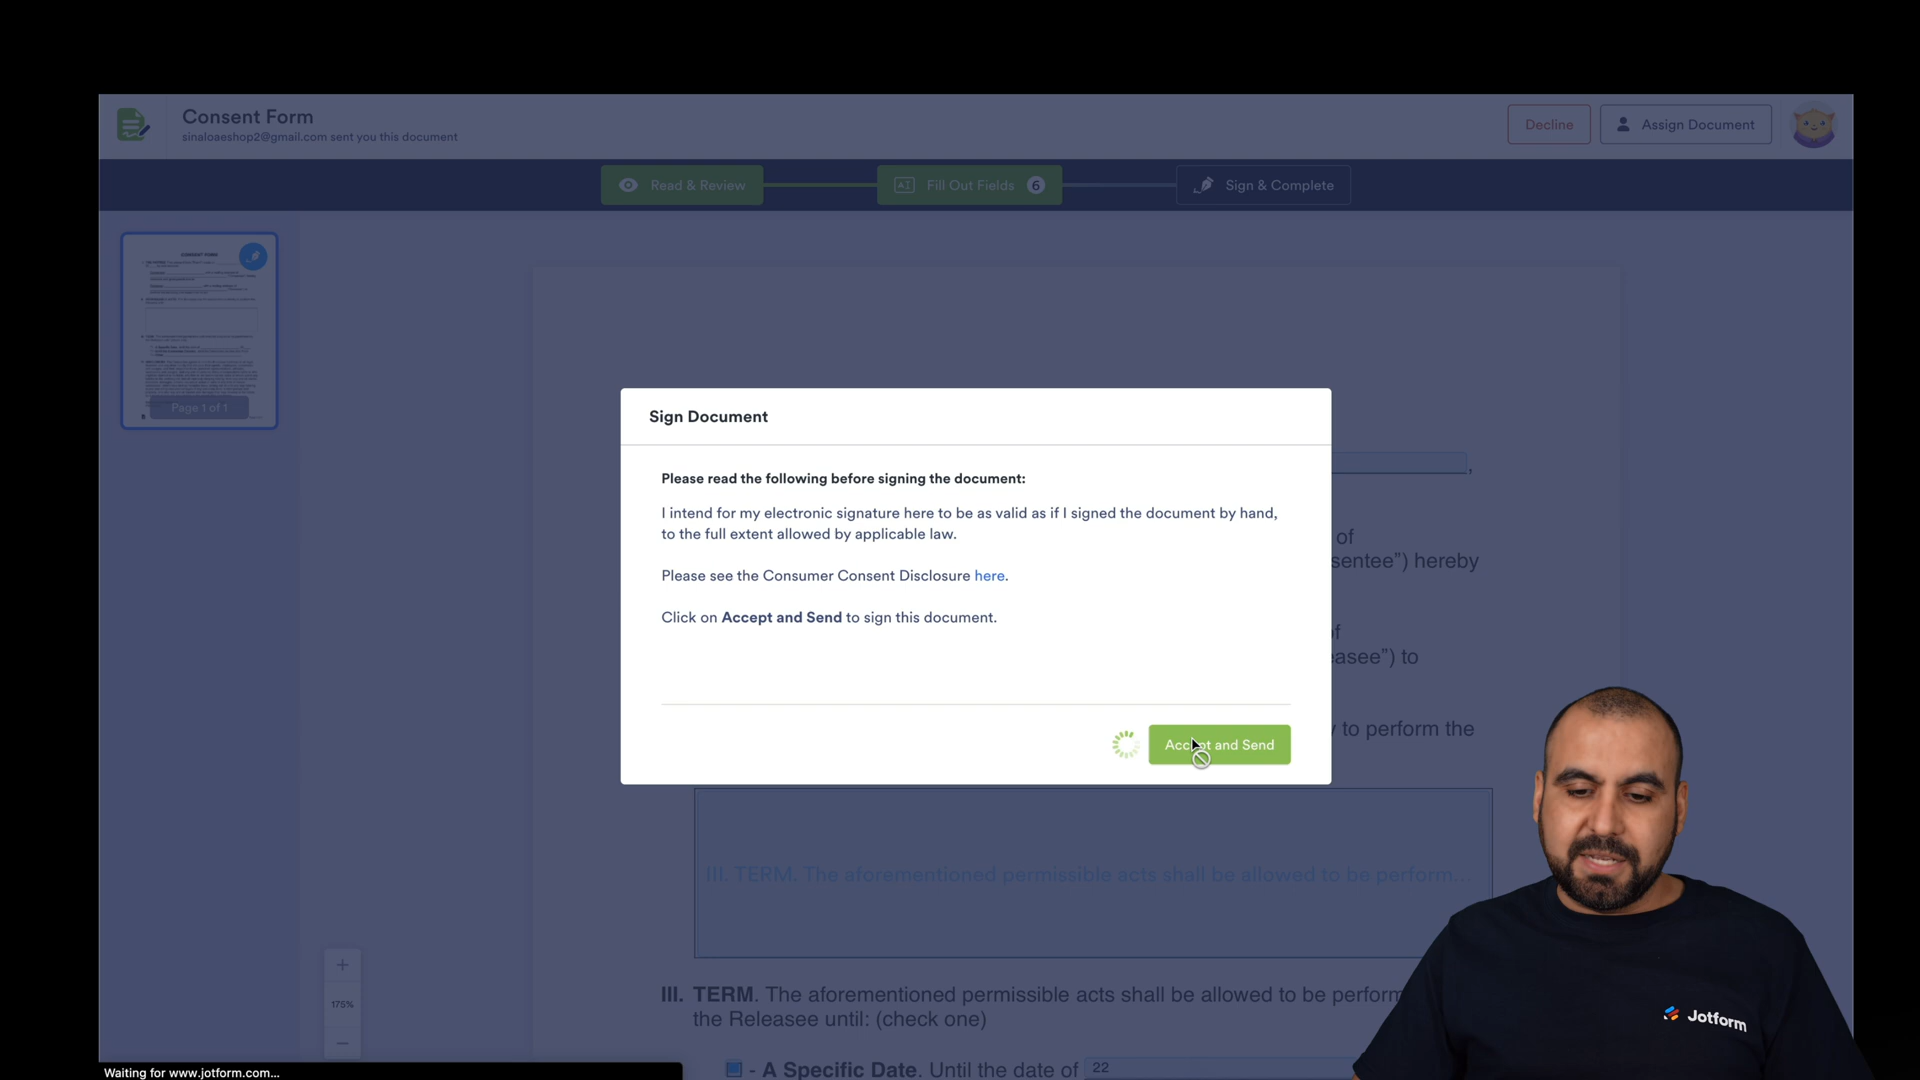 Consent Form
sinaloaeshop2@gmail.com sent you this document
Decline
Assign Document
Read & Review
Fill Out Fields 6
Sign & Complete
CONSENT FORM
Page 1 of 1
Sign Document
Please read the following before signing the document:
I intend for my electronic signature here to be as valid as if I signed the document by hand,
to the full extent allowed by applicable law.
Please see the Consumer Consent Disclosure here.
Click on Accept and Send to sign this document.
Accept and Send
,
of
sentee") hereby
of
easee") to
to perform the
III. TERM. The aforementioned permissible acts shall be allowed to be perform...
III. TERM. The aforementioned permissible acts shall be allowed to be perform
the Releasee until: (check one)
- A Specific Date. Until the date of 22
+
175%
−
Jotform
Waiting for www.jotform.com...